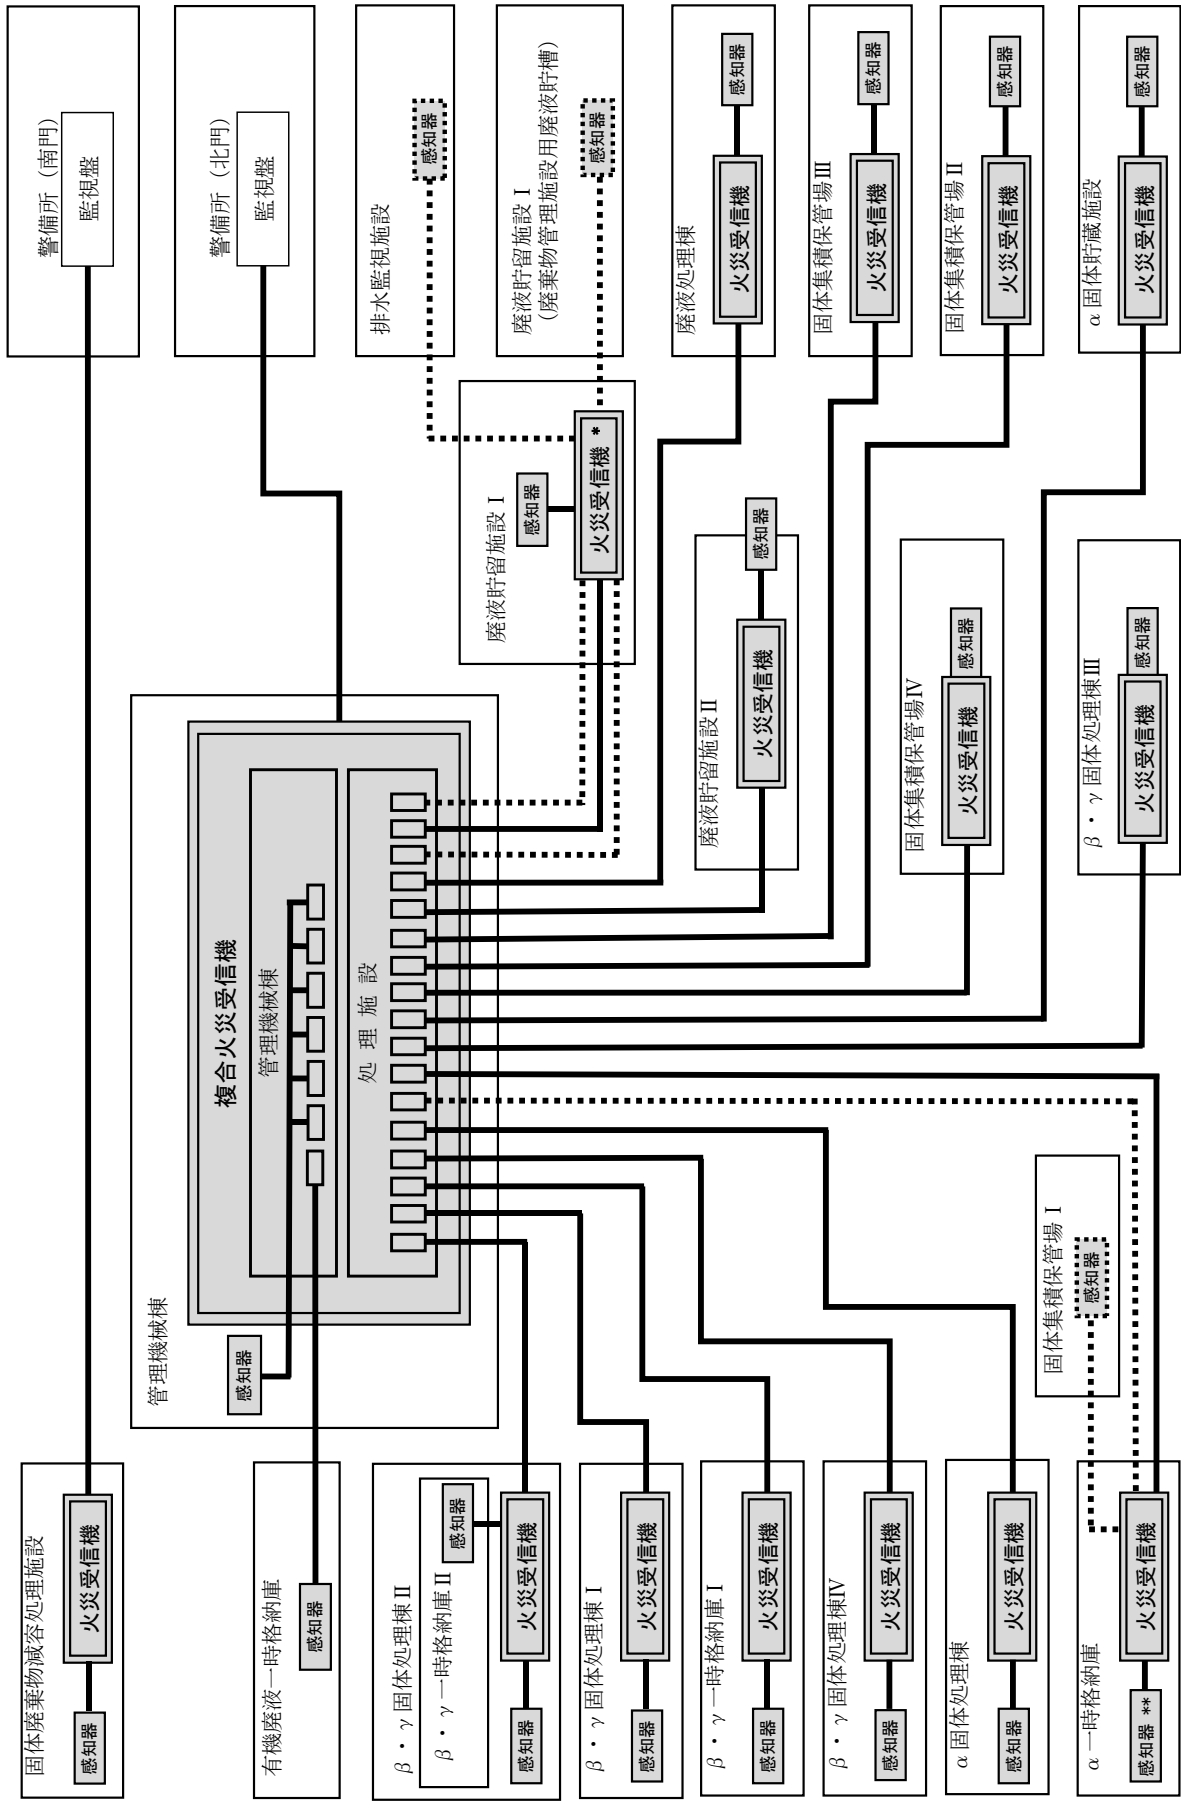 固体廃棄物減容処理施設
火災受信機
感知器
警備所（南門）
監視盤
警備所（北門）
監視盤
管理機械棟
感知器
複合火災受信機
管理機械棟
処理施設
有機廃液一時格納庫
感知器
排水監視施設
感知器
廃液貯留施設Ⅰ
（廃棄物管理施設用廃液貯槽）
感知器
廃液貯留施設Ⅰ
感知器
火災受信機 *
廃液処理棟
火災受信機
感知器
廃液貯留施設Ⅱ
火災受信機
感知器
固体集積保管場Ⅲ
火災受信機
感知器
固体集積保管場Ⅱ
火災受信機
感知器
固体集積保管場Ⅳ
火災受信機
感知器
α固体貯蔵施設
火災受信機
感知器
β・γ固体処理棟Ⅲ
火災受信機
感知器
β・γ固体処理棟Ⅱ
β・γ一時格納庫Ⅱ
感知器
火災受信機
感知器
β・γ固体処理棟Ⅰ
火災受信機
感知器
β・γ一時格納庫Ⅰ
火災受信機
感知器
β・γ固体処理棟Ⅳ
火災受信機
感知器
α固体処理棟
火災受信機
感知器
固体集積保管場Ⅰ
感知器
α一時格納庫
火災受信機
感知器 **